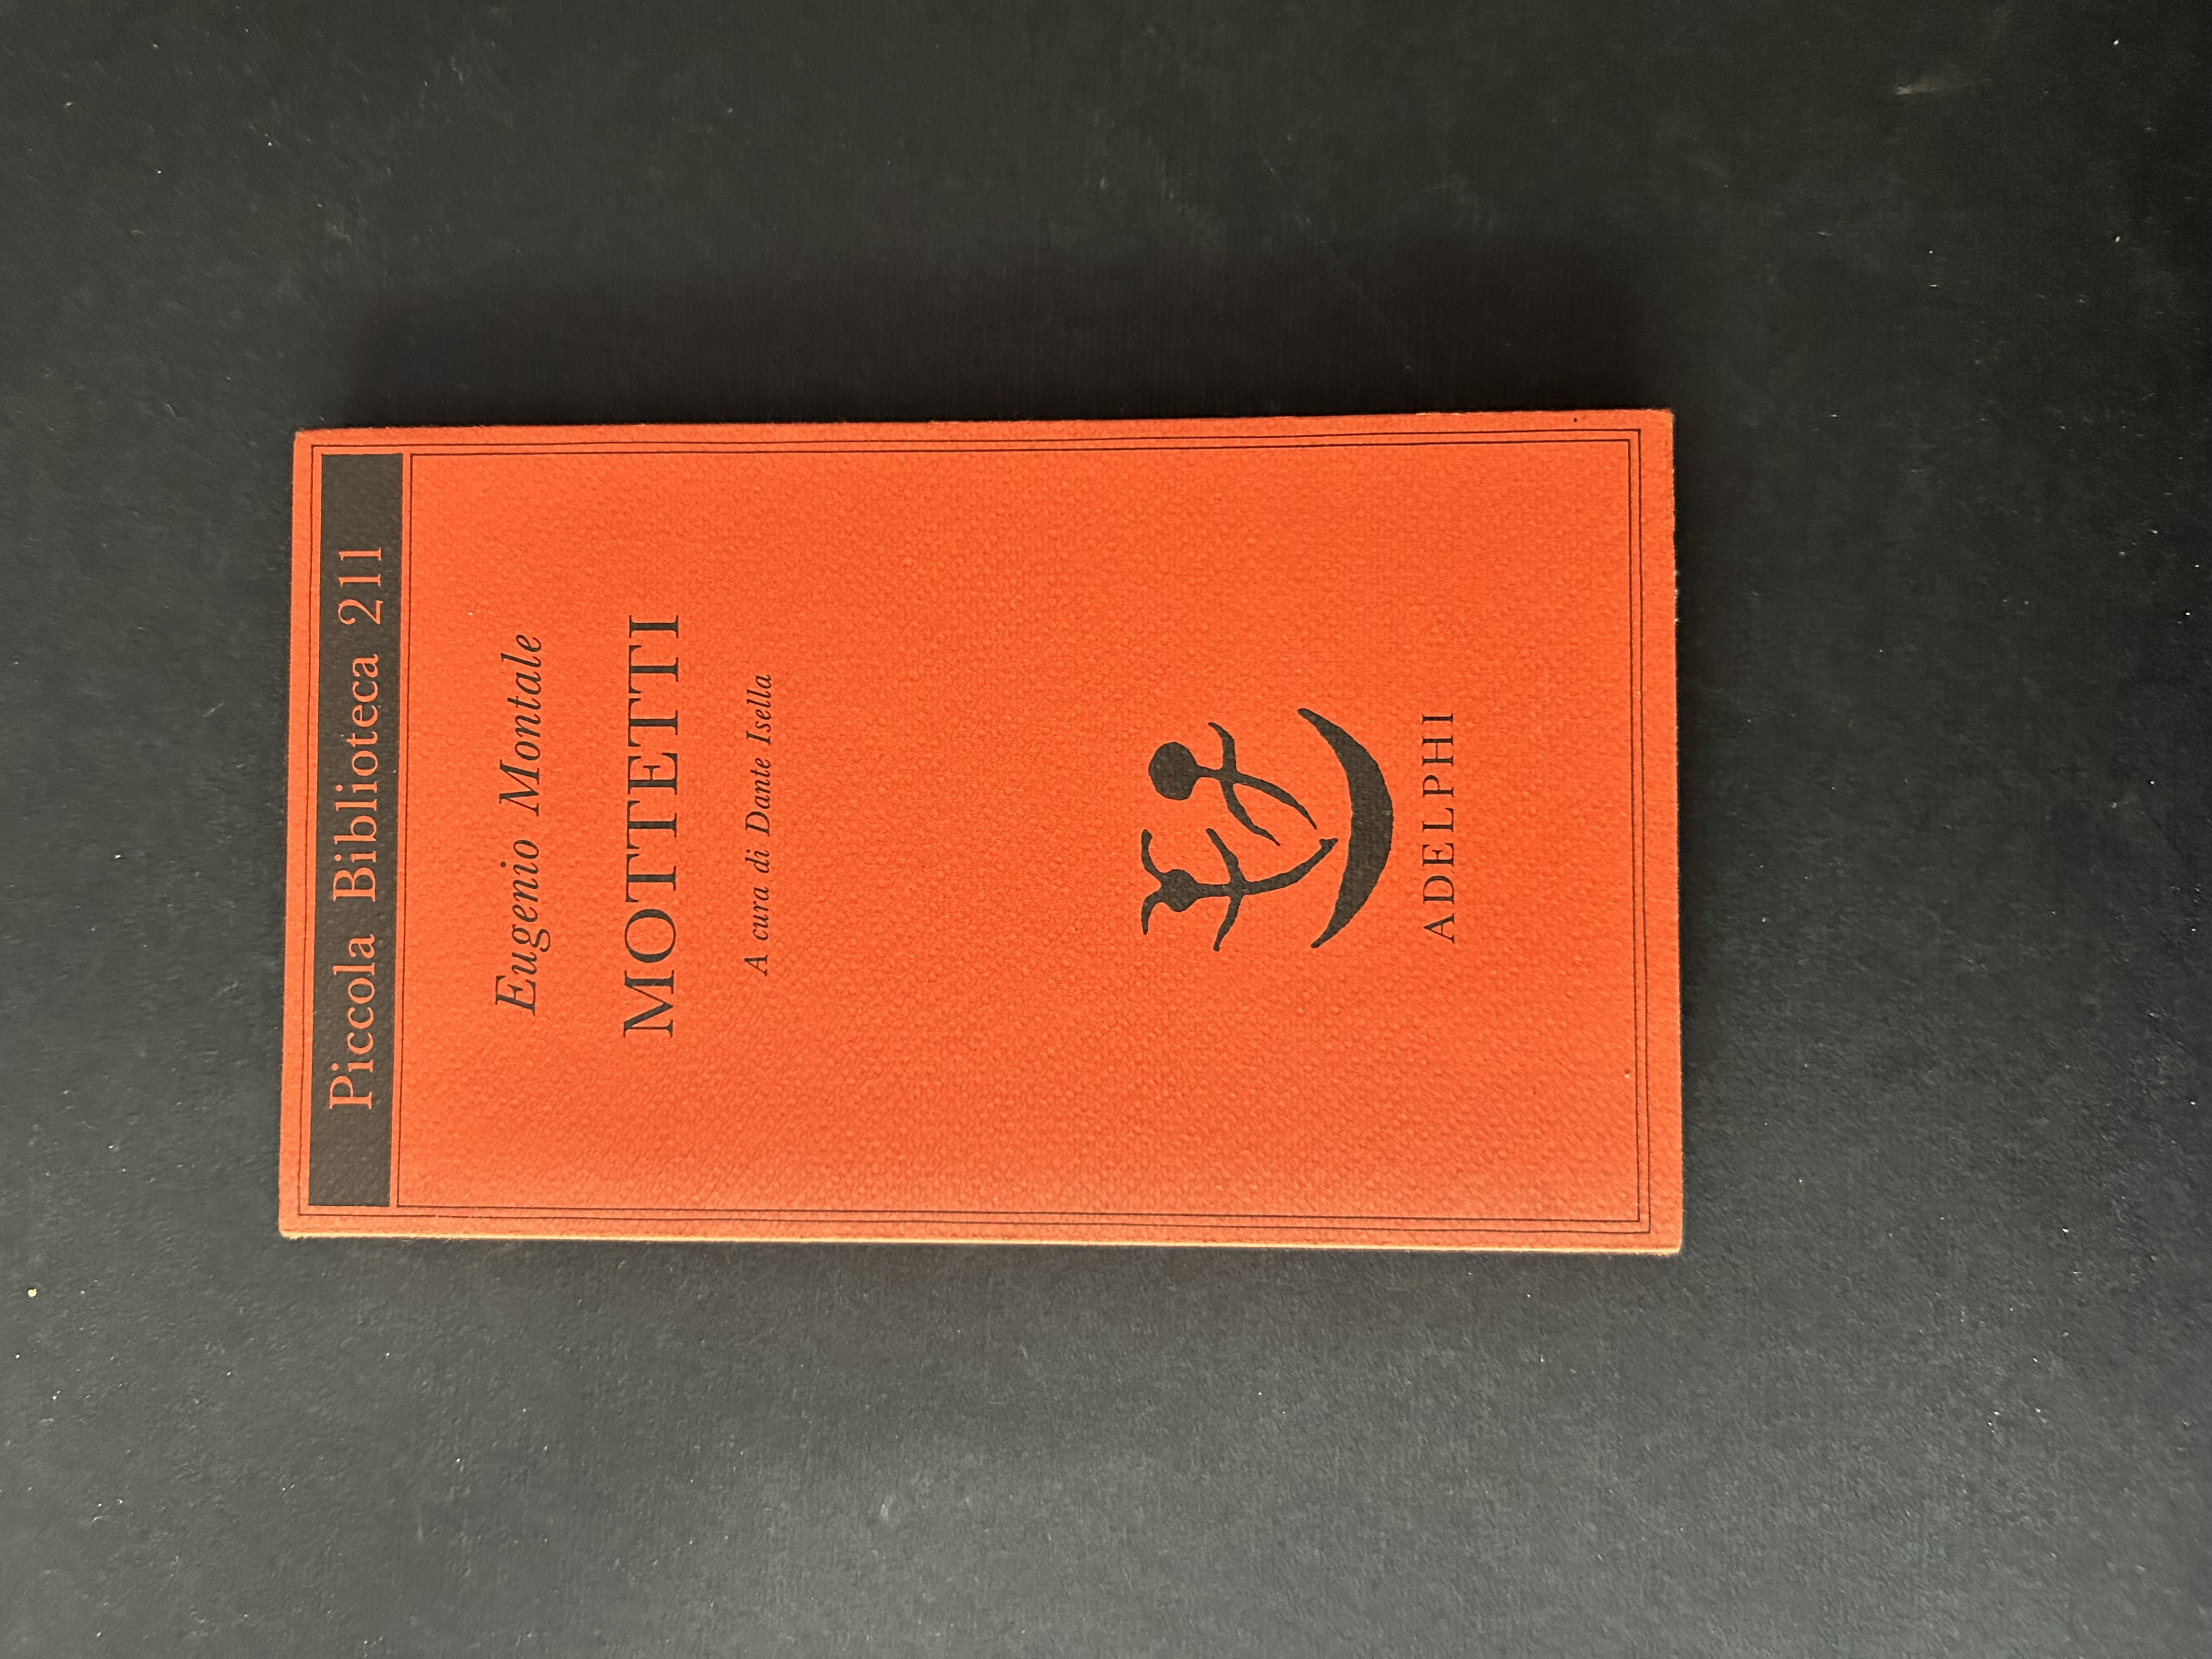 Piccola Biblioteca 211
Eugenio Montale
MOTTETTI
A cura di Dante Isella
ADELPHI